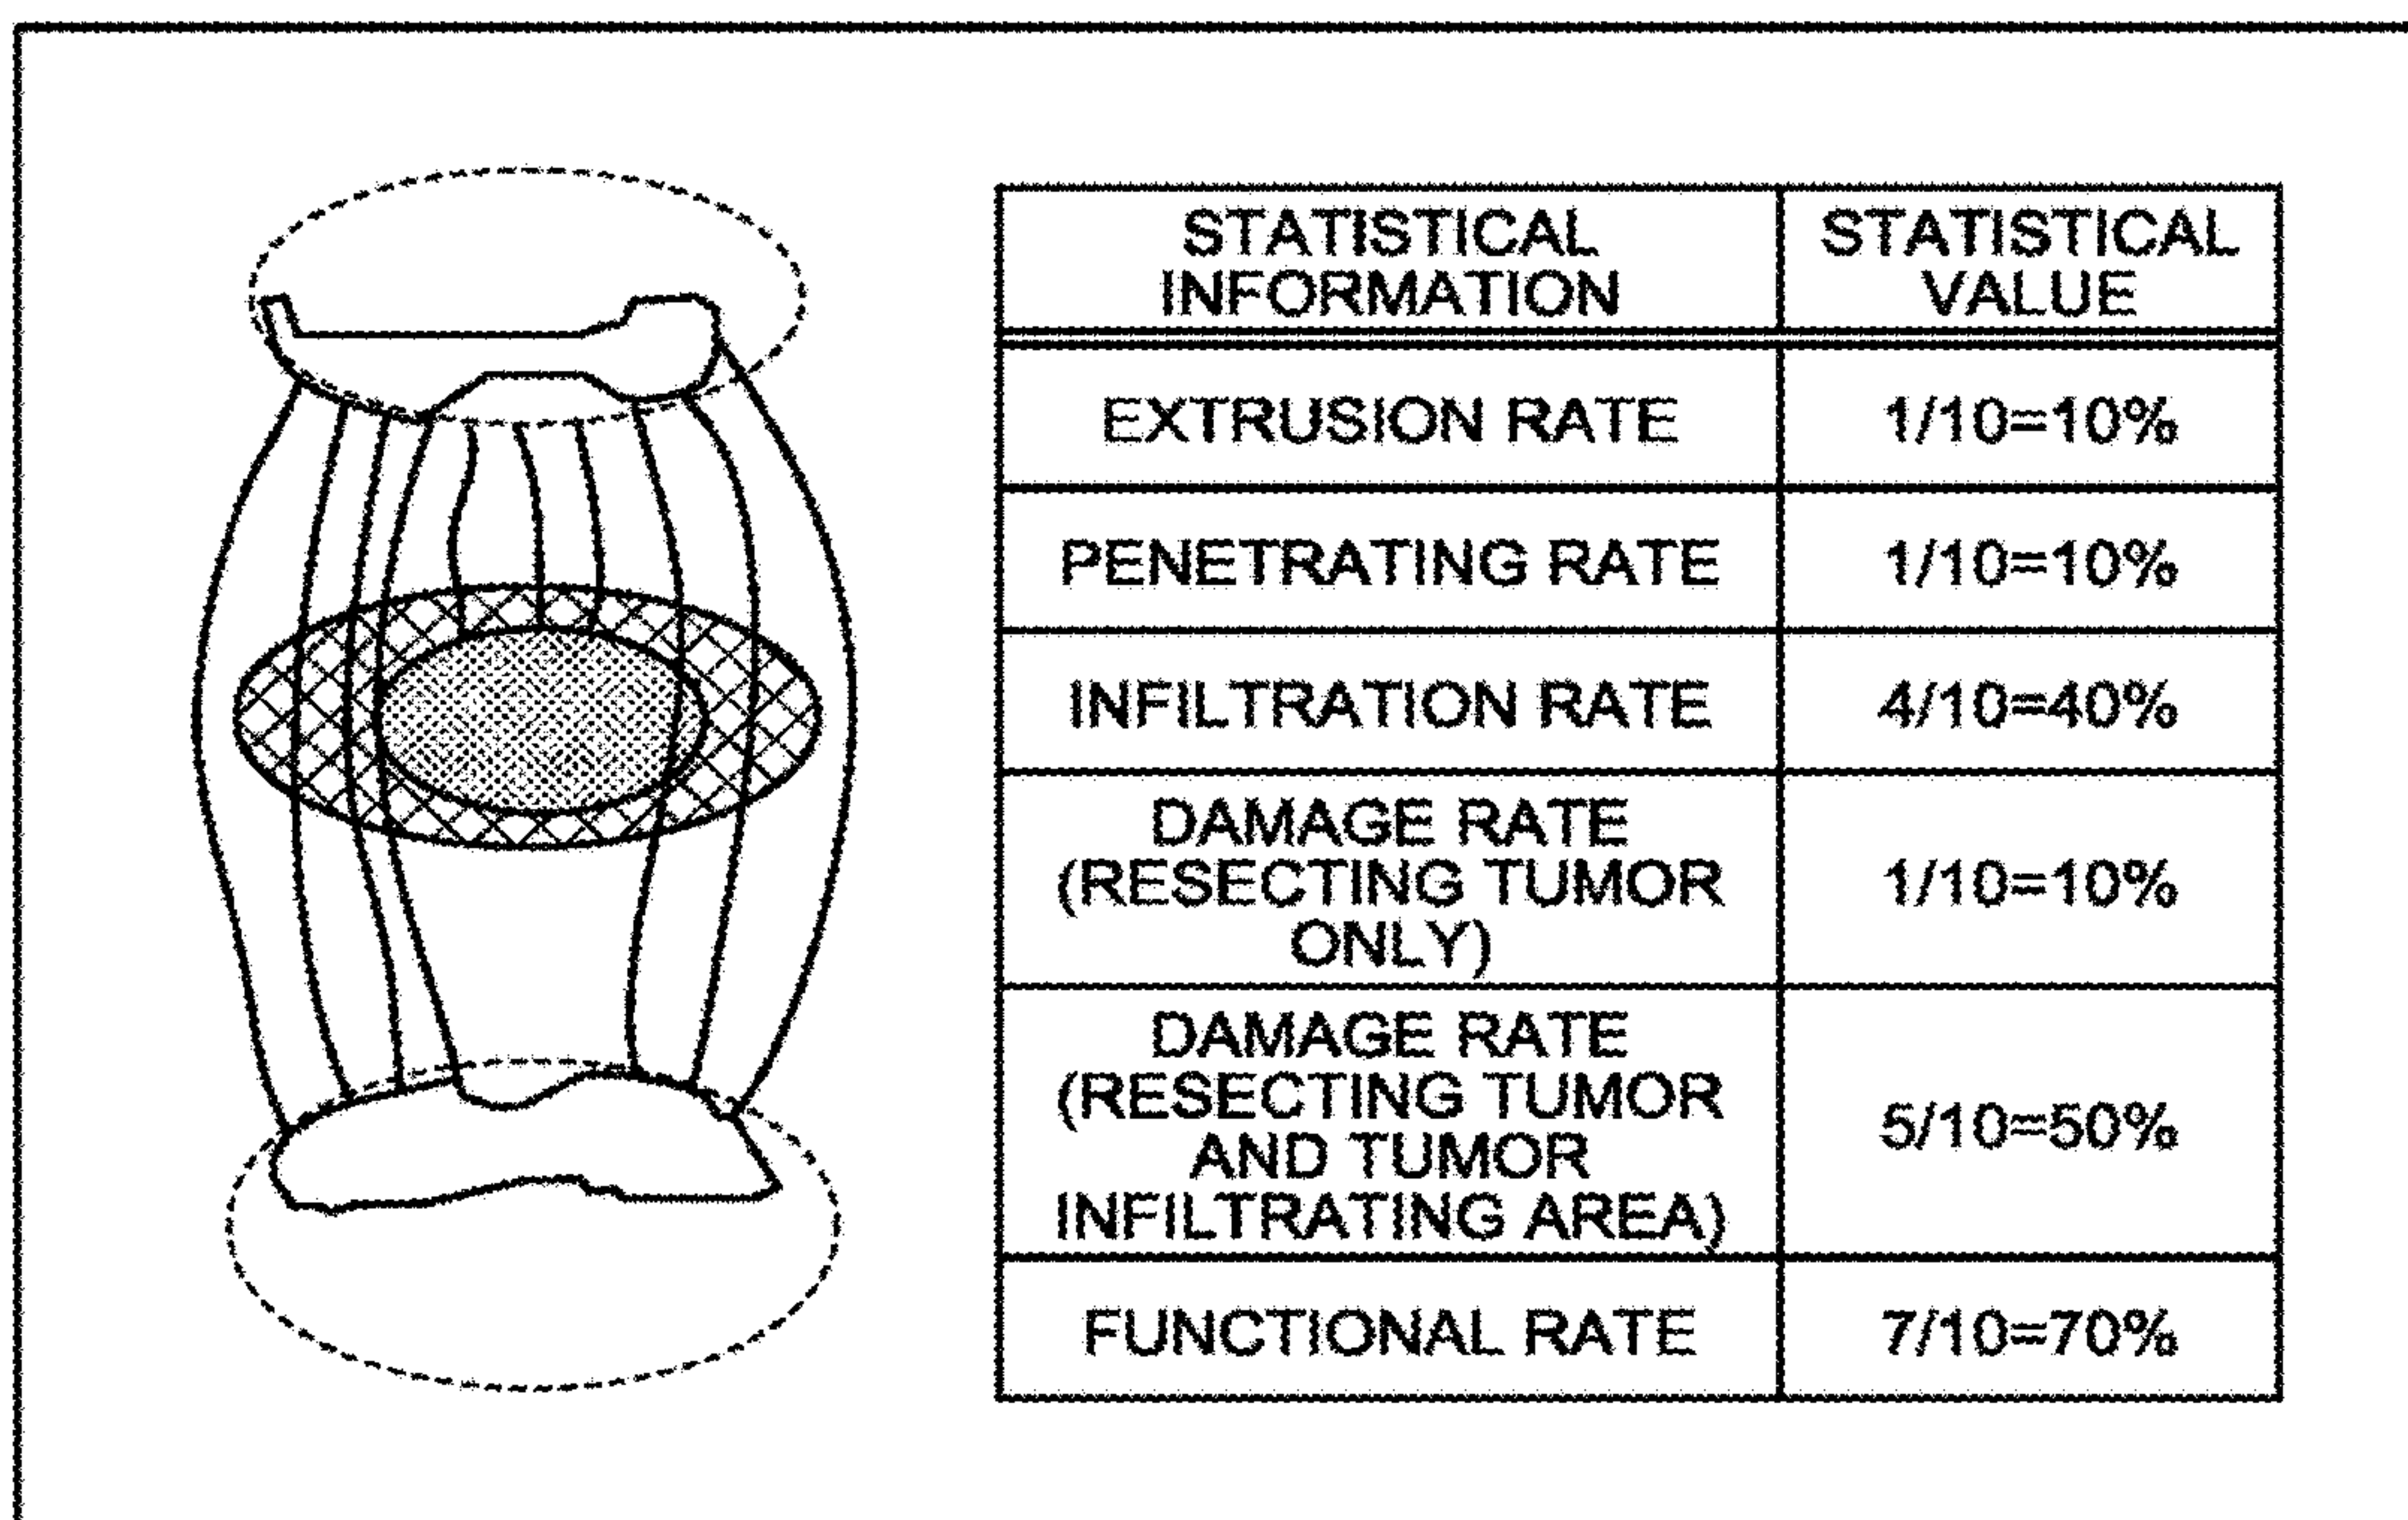 STATISTICAL
INFORMATION
STATISTICAL
VALUE
EXTRUSION RATE
1/10=10%
PENETRATING RATE
1/10=10%
INFILTRATION RATE
4/10=40%
DAMAGE RATE
(RESECTING TUMOR
ONLY)
1/10=10%
DAMAGE RATE
(RESECTING TUMOR
AND TUMOR
INFILTRATING AREA)
5/10=50%
FUNCTIONAL RATE
7/10=70%